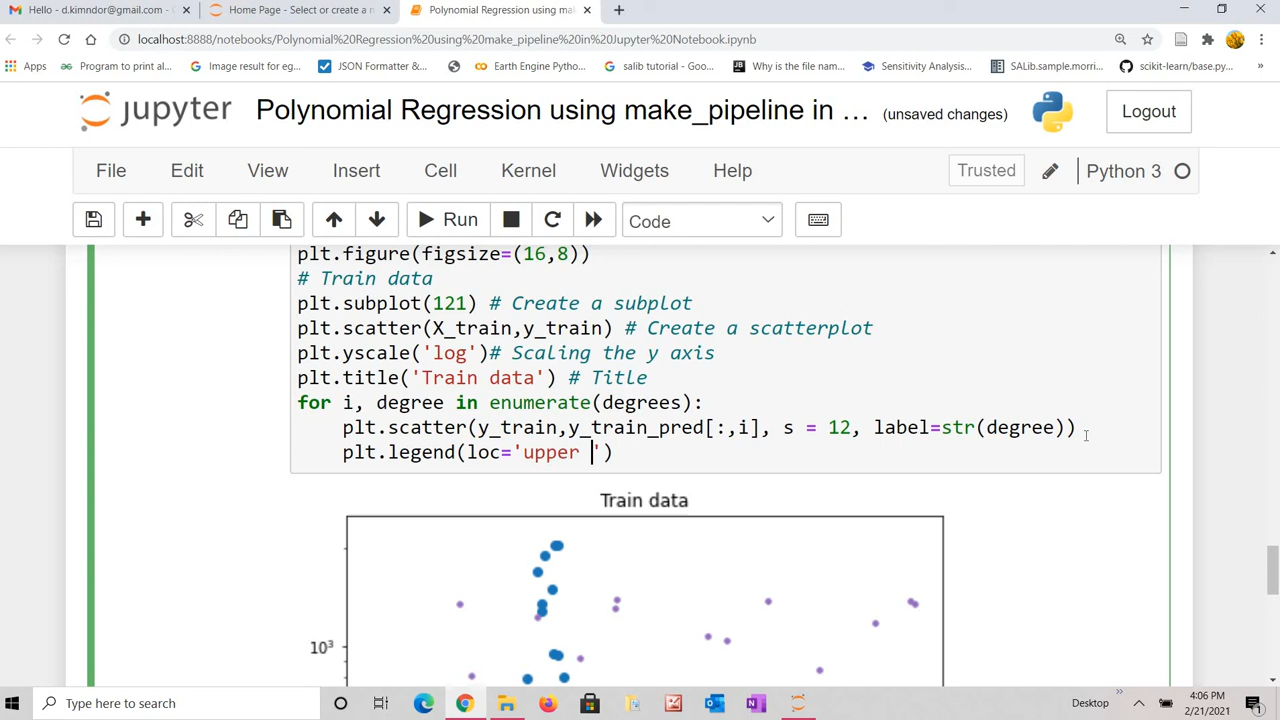 Hello - d.kimndor@gmail.com -
Home Page - Select or create a n
Polynomial Regression using mak
localhost:8888/notebooks/Polynomial%20Regression%20using%20make_pipeline%20in%20Jupyter%20Notebook.ipynb
Apps
Program to print al...
Image result for eg...
JSON Formatter &...
Earth Engine Pytho...
salib tutorial - Goo...
Why is the file nam...
Sensitivity Analysis...
SALib.sample.morri...
scikit-learn/base.py...
»
jupyter
Polynomial Regression using make_pipeline in ...
(unsaved changes)
Logout
File
Edit
View
Insert
Cell
Kernel
Widgets
Help
Trusted
Python 3
Run
Code
plt.figure(figsize=(16,8))
# Train data
plt.subplot(121) # Create a subplot
plt.scatter(X_train,y_train) # Create a scatterplot
plt.yscale('log')# Scaling the y axis
plt.title('Train data') # Title
for i, degree in enumerate(degrees):
plt.scatter(y_train,y_train_pred[:,i], s = 12, label=str(degree))
plt.legend(loc='upper ')
Train data
10³
Type here to search
Desktop
»
4:06 PM
2/21/2021